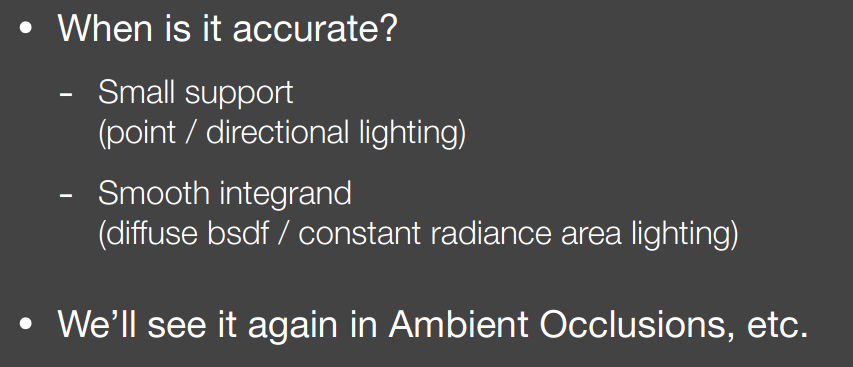 • When is it accurate?
- Small support
(point / directional lighting)
- Smooth integrand
(diffuse bsdf / constant radiance area lighting)
• We’ll see it again in Ambient Occlusions, etc.